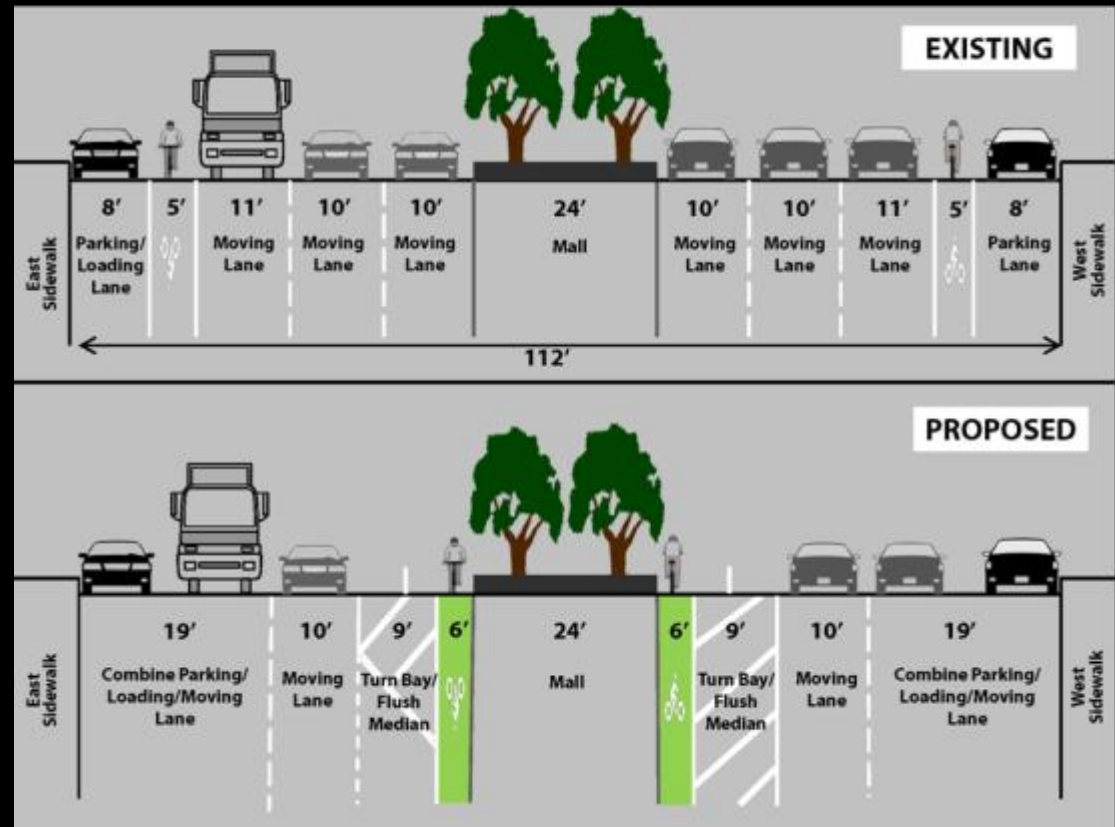 EXISTING
8' 5' 11' 10' 10' 24' 10' 10' 11' 5' 8'
East
Sidewalk
Parking/
Loading
Lane
Moving
Lane
Moving
Lane
Moving
Lane
Mall
Moving
Lane
Moving
Lane
Moving
Lane
Parking
Lane
West
Sidewalk
112'
PROPOSED
19' 10' 9' 6' 24' 6' 9' 10' 19'
East
Sidewalk
Combine Parking/
Loading/Moving
Lane
Moving
Lane
Turn Bay/
Flush
Median
Mall
Turn Bay/
Flush
Median
Moving
Lane
Combine Parking/
Loading/Moving
Lane
West
Sidewalk